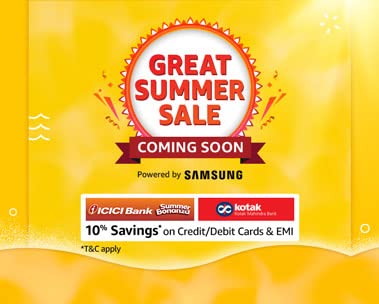 GREAT
SUMMER
SALE
COMING SOON
Powered by SAMSUNG
ICICI Bank Summer Bonanza
kotak
Kotak Mahindra Bank
10% Savings* on Credit/Debit Cards & EMI
*T&C apply